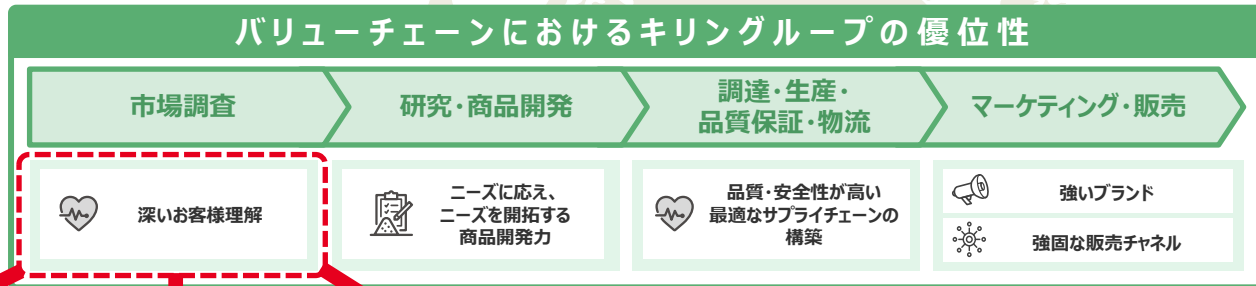 バリューチェーンにおけるキリングループの優位性
市場調査
研究・商品開発
調達・生産・
品質保証・物流
マーケティング・販売
深いお客様理解
ニーズに応え、
ニーズを開拓する
商品開発力
品質・安全性が高い
最適なサプライチェーンの
構築
強いブランド
強固な販売チャネル